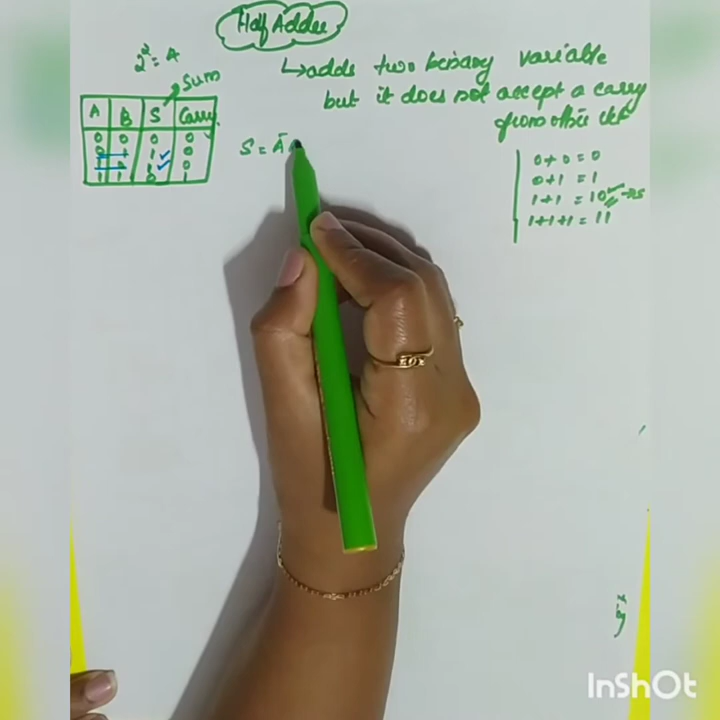 Half Adder
2² = 4
↳ adds two binary variable
but it does not accept a carry
from other
Sum
A B S Carry
0 0 0 0
0 1 1 0
1 1 0
1 1 0 1
S = Ā
0+0 = 0
0+1 = 1
1+1 = 10
1+1+1 = 11
InShOt